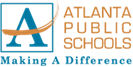 ATLANTA
PUBLIC
SCHOOLS
Making A Difference